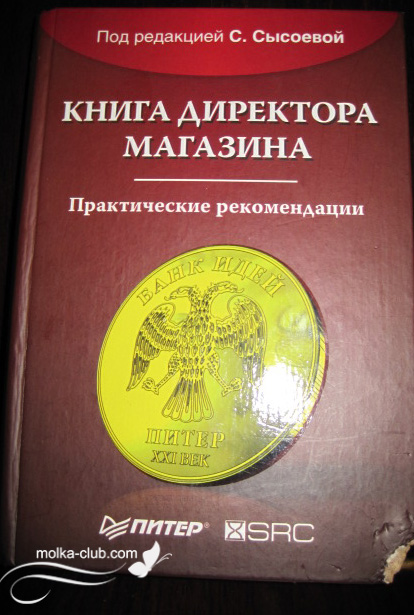 Под редакцией С. Сысоевой
КНИГА ДИРЕКТОРА
МАГАЗИНА
Практические рекомендации
БАНК ИДЕЙ
ПИТЕР
XXI ВЕК
ПИТЕР®
SRC
molka-club.com